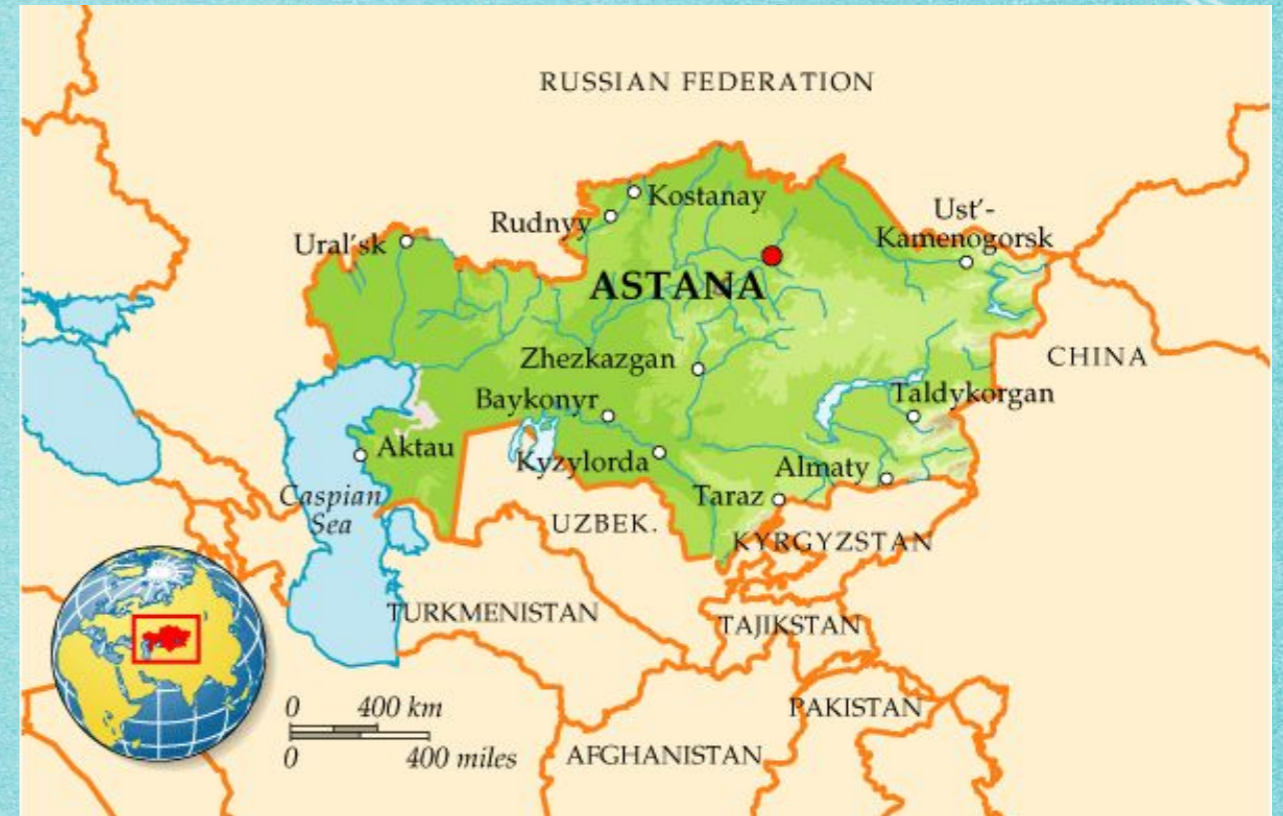 RUSSIAN FEDERATION
Kostanay
Rudnyy
Ust'-
Kamenogorsk
Ural'sk
ASTANA
Zhezkazgan
CHINA
Baykonyr
Taldykorgan
Aktau
Kyzylorda
Almaty
Taraz
Caspian
Sea
UZBEK.
KYRGYZSTAN
TURKMENISTAN
TAJIKSTAN
PAKISTAN
0 400 km
0 400 miles
AFGHANISTAN